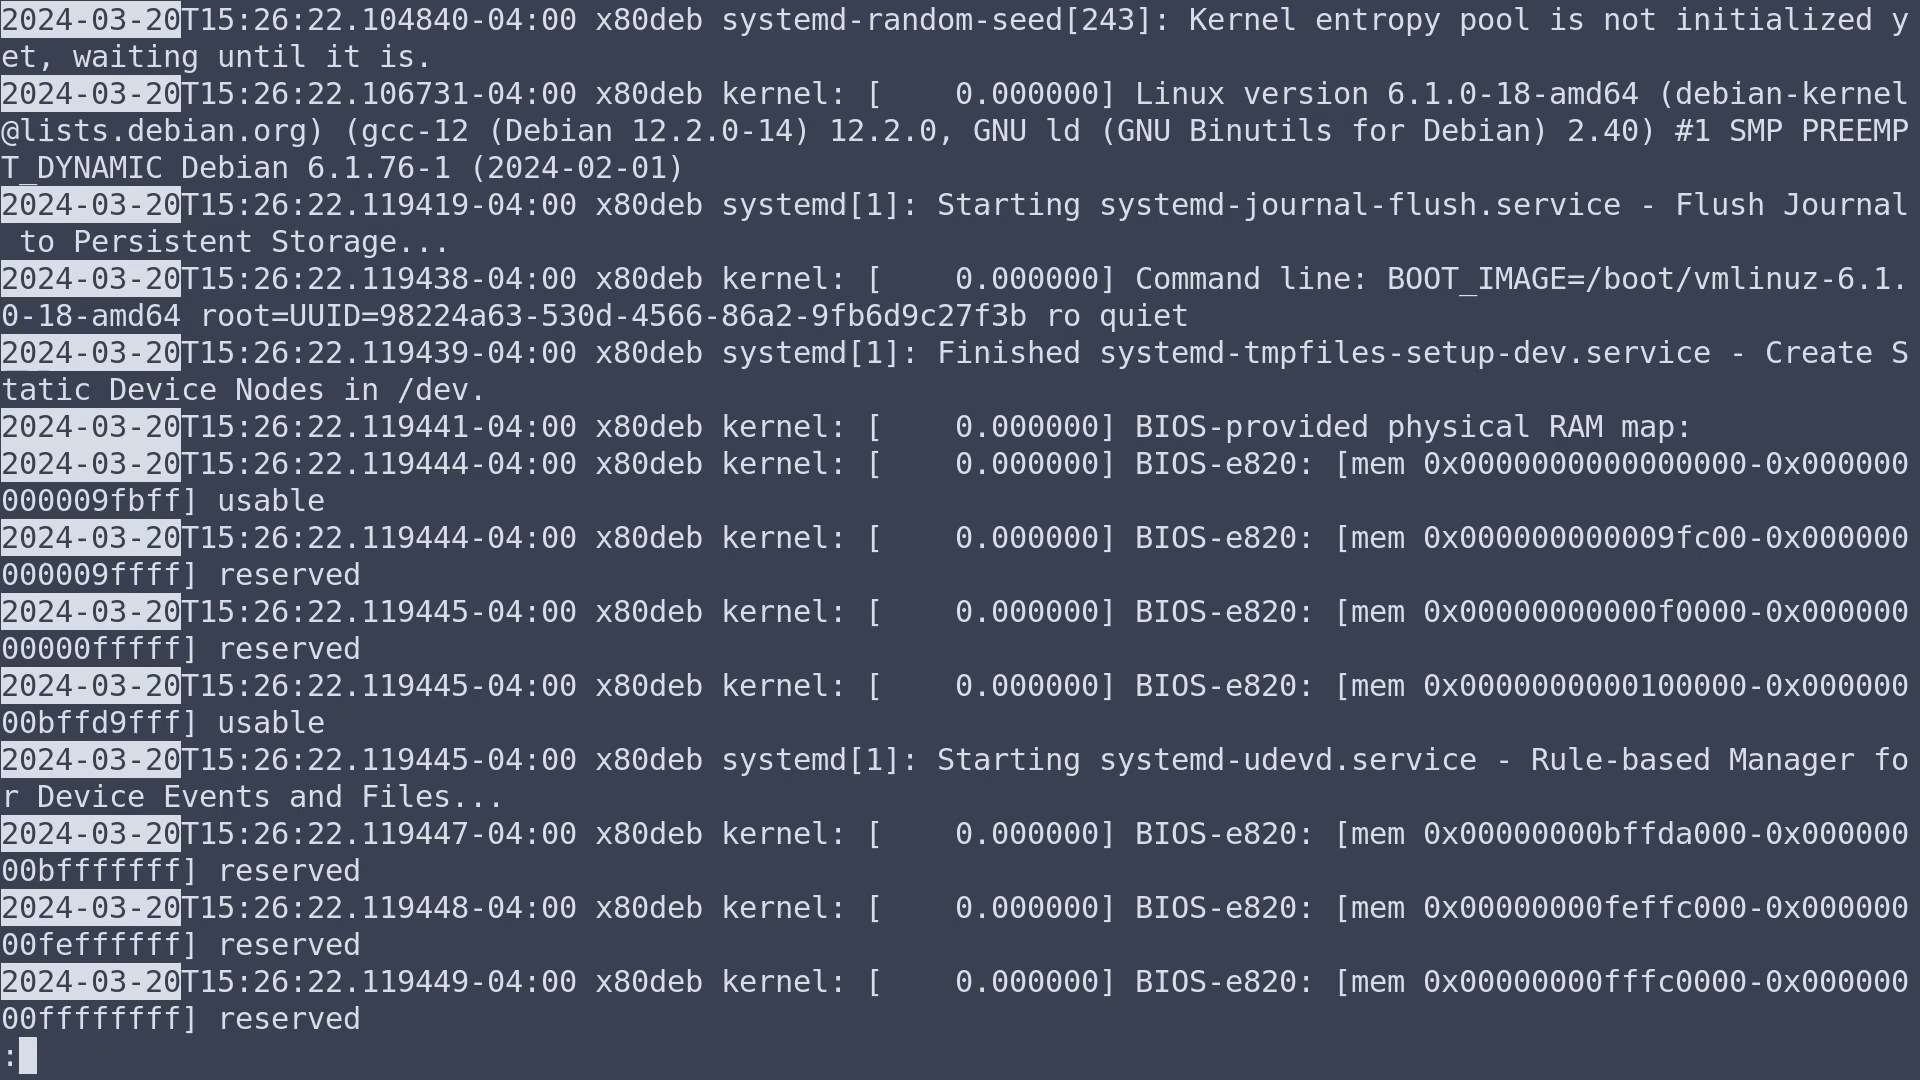 2024-03-20T15:26:22.104840-04:00 x80deb systemd-random-seed[243]: Kernel entropy pool is not initialized y
et, waiting until it is.
2024-03-20T15:26:22.106731-04:00 x80deb kernel: [    0.000000] Linux version 6.1.0-18-amd64 (debian-kernel
@lists.debian.org) (gcc-12 (Debian 12.2.0-14) 12.2.0, GNU ld (GNU Binutils for Debian) 2.40) #1 SMP PREEMP
T_DYNAMIC Debian 6.1.76-1 (2024-02-01)
2024-03-20T15:26:22.119419-04:00 x80deb systemd[1]: Starting systemd-journal-flush.service - Flush Journal
 to Persistent Storage...
2024-03-20T15:26:22.119438-04:00 x80deb kernel: [    0.000000] Command line: BOOT_IMAGE=/boot/vmlinuz-6.1.
0-18-amd64 root=UUID=98224a63-530d-4566-86a2-9fb6d9c27f3b ro quiet
2024-03-20T15:26:22.119439-04:00 x80deb systemd[1]: Finished systemd-tmpfiles-setup-dev.service - Create S
tatic Device Nodes in /dev.
2024-03-20T15:26:22.119441-04:00 x80deb kernel: [    0.000000] BIOS-provided physical RAM map:
2024-03-20T15:26:22.119444-04:00 x80deb kernel: [    0.000000] BIOS-e820: [mem 0x0000000000000000-0x000000
000009fbff] usable
2024-03-20T15:26:22.119444-04:00 x80deb kernel: [    0.000000] BIOS-e820: [mem 0x000000000009fc00-0x000000
000009ffff] reserved
2024-03-20T15:26:22.119445-04:00 x80deb kernel: [    0.000000] BIOS-e820: [mem 0x00000000000f0000-0x000000
00000fffff] reserved
2024-03-20T15:26:22.119445-04:00 x80deb kernel: [    0.000000] BIOS-e820: [mem 0x0000000000100000-0x000000
00bffd9fff] usable
2024-03-20T15:26:22.119445-04:00 x80deb systemd[1]: Starting systemd-udevd.service - Rule-based Manager fo
r Device Events and Files...
2024-03-20T15:26:22.119447-04:00 x80deb kernel: [    0.000000] BIOS-e820: [mem 0x00000000bffda000-0x000000
00bfffffff] reserved
2024-03-20T15:26:22.119448-04:00 x80deb kernel: [    0.000000] BIOS-e820: [mem 0x00000000feffc000-0x000000
00feffffff] reserved
2024-03-20T15:26:22.119449-04:00 x80deb kernel: [    0.000000] BIOS-e820: [mem 0x00000000fffc0000-0x000000
00ffffffff] reserved
: